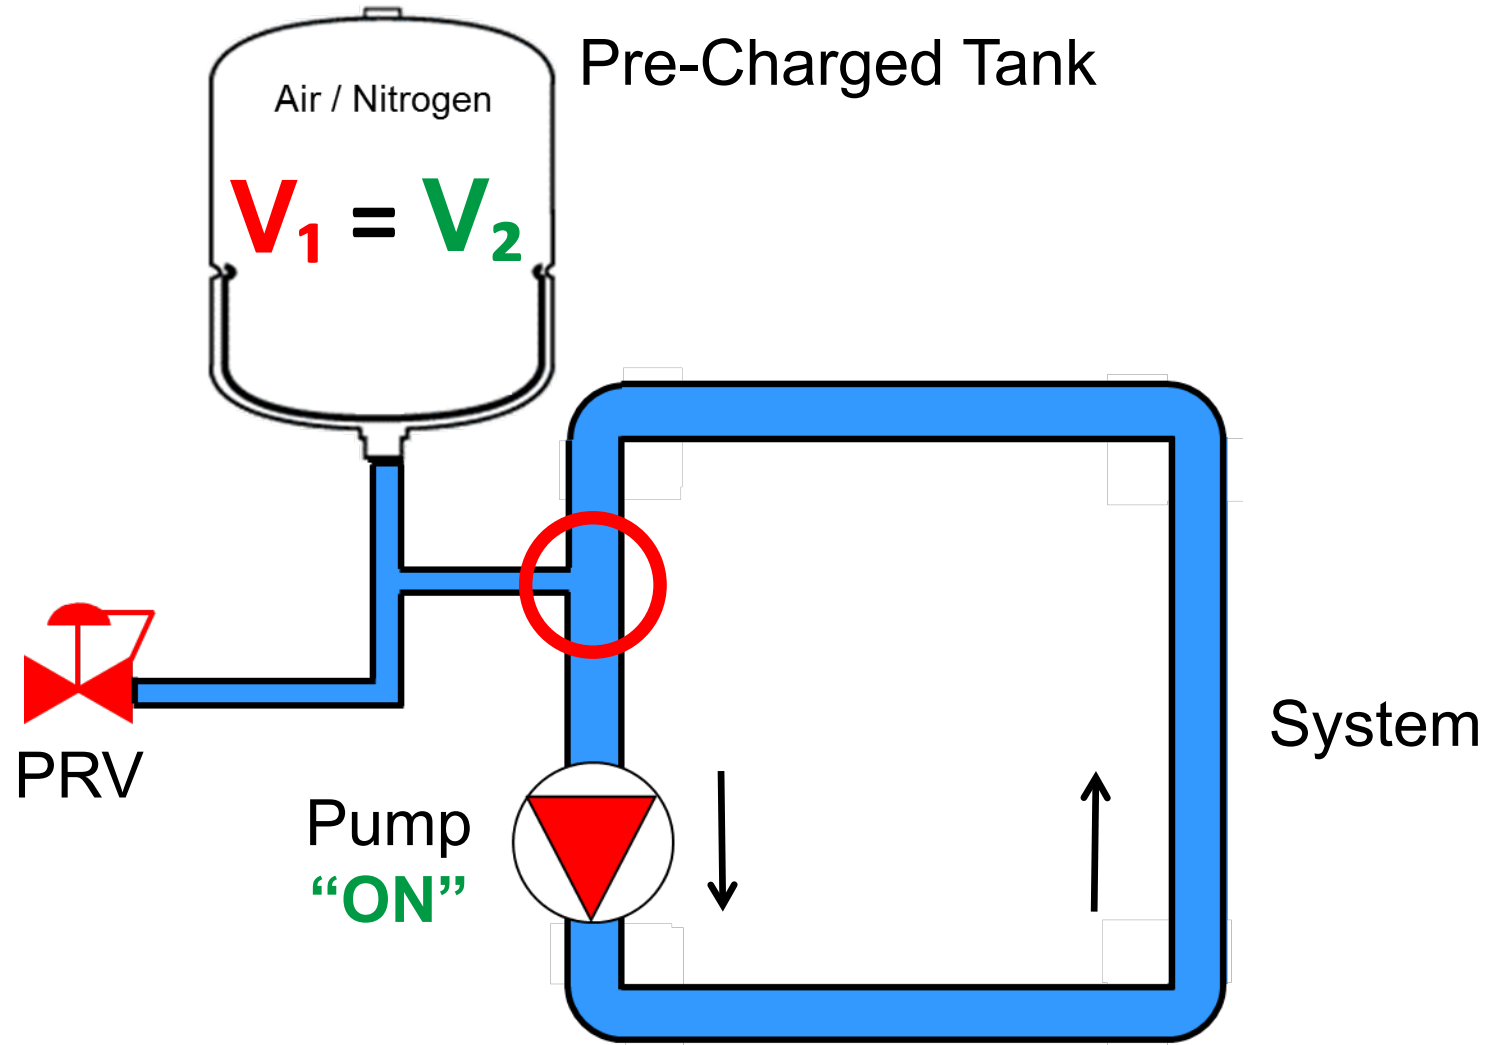 Pre-Charged Tank
Air / Nitrogen
V₁ = V₂
System
PRV
Pump
“ON”